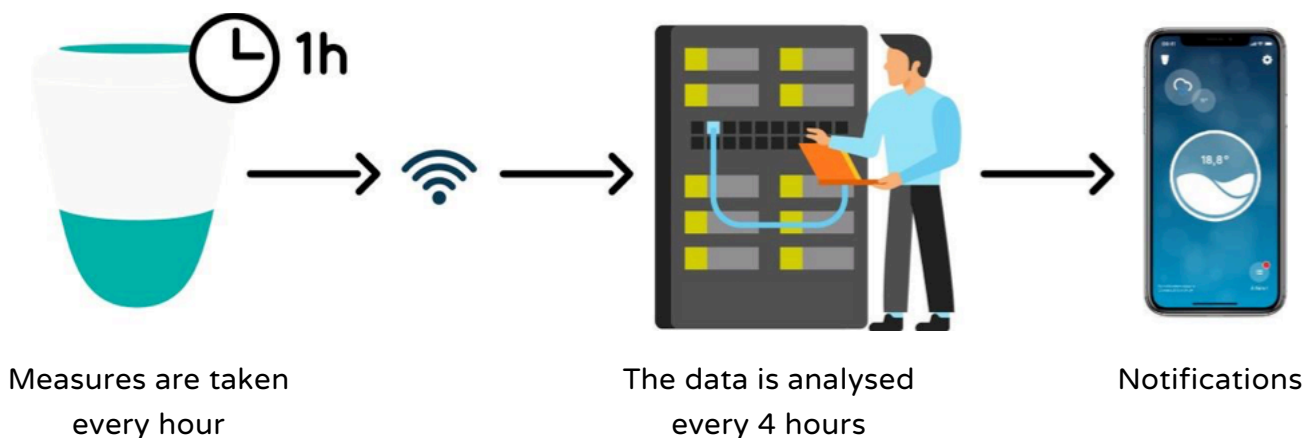 1h
18,8°
Measures are taken
every hour
The data is analysed
every 4 hours
Notifications